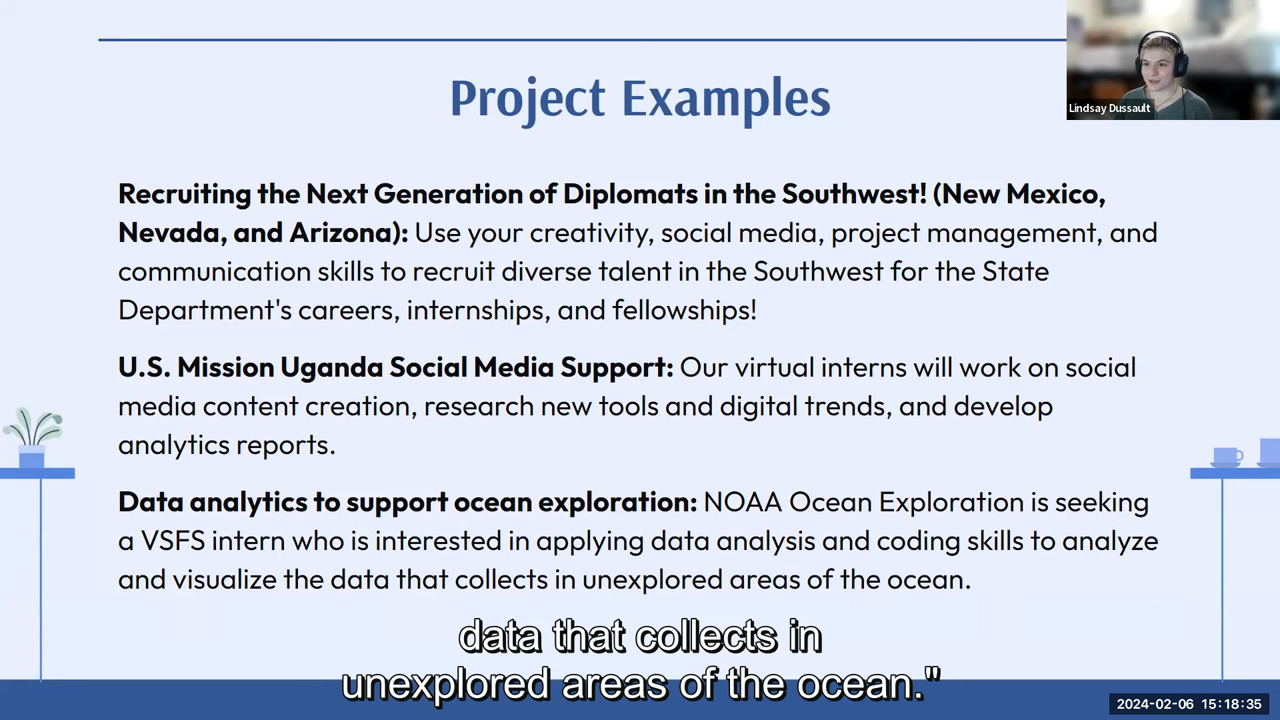 Project Examples
Lindsay Dussault
Recruiting the Next Generation of Diplomats in the Southwest! (New Mexico,
Nevada, and Arizona): Use your creativity, social media, project management, and
communication skills to recruit diverse talent in the Southwest for the State
Department's careers, internships, and fellowships!
U.S. Mission Uganda Social Media Support: Our virtual interns will work on social
media content creation, research new tools and digital trends, and develop
analytics reports.
Data analytics to support ocean exploration: NOAA Ocean Exploration is seeking
a VSFS intern who is interested in applying data analysis and coding skills to analyze
and visualize the data that collects in unexplored areas of the ocean.
data that collects in
unexplored areas of the ocean."
2024-02-06 15:18:35